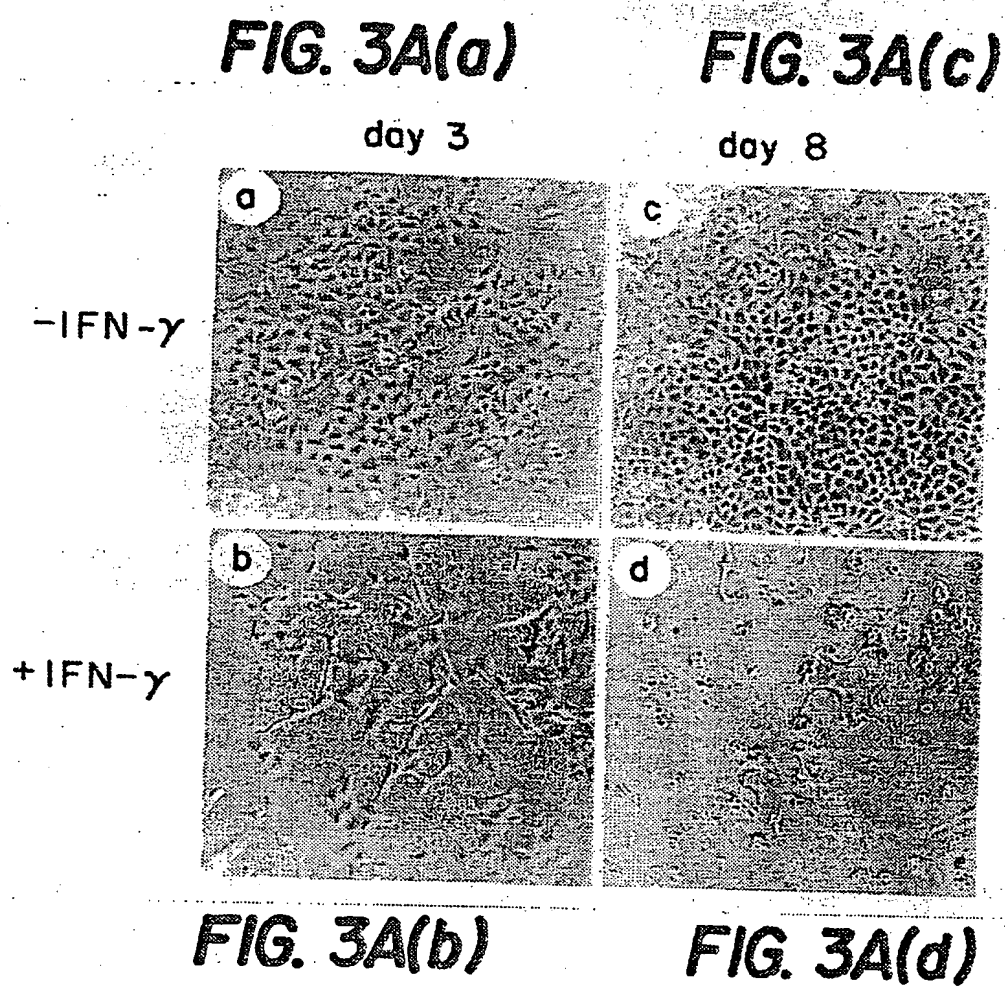 FIG. 3A(a) FIG. 3A(c)
day 3 day 8
a c
-IFN-γ
b d
+IFN-γ
FIG. 3A(b) FIG. 3A(d)